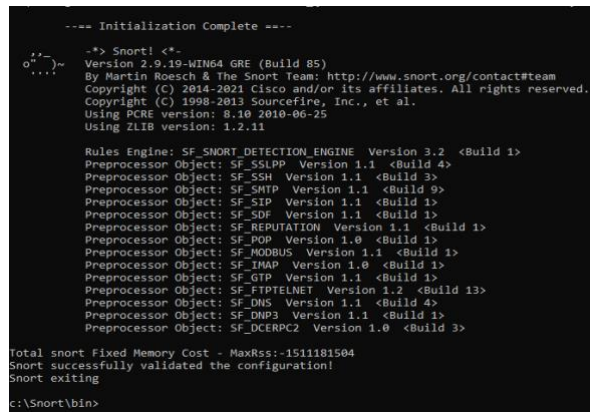 --== Initialization Complete ==--
,,_ -*> Snort! <*-
o" )~ Version 2.9.19-WIN64 GRE (Build 85)
'''' By Martin Roesch & The Snort Team: http://www.snort.org/contact#team
Copyright (C) 2014-2021 Cisco and/or its affiliates. All rights reserved.
Copyright (C) 1998-2013 Sourcefire, Inc., et al.
Using PCRE version: 8.10 2010-06-25
Using ZLIB version: 1.2.11
Rules Engine: SF_SNORT_DETECTION_ENGINE Version 3.2 <Build 1>
Preprocessor Object: SF_SSLPP Version 1.1 <Build 4>
Preprocessor Object: SF_SSH Version 1.1 <Build 3>
Preprocessor Object: SF_SMTP Version 1.1 <Build 9>
Preprocessor Object: SF_SIP Version 1.1 <Build 1>
Preprocessor Object: SF_SDF Version 1.1 <Build 1>
Preprocessor Object: SF_REPUTATION Version 1.1 <Build 1>
Preprocessor Object: SF_POP Version 1.0 <Build 1>
Preprocessor Object: SF_MODBUS Version 1.1 <Build 1>
Preprocessor Object: SF_IMAP Version 1.0 <Build 1>
Preprocessor Object: SF_GTP Version 1.1 <Build 1>
Preprocessor Object: SF_FTPTELNET Version 1.2 <Build 13>
Preprocessor Object: SF_DNS Version 1.1 <Build 4>
Preprocessor Object: SF_DNP3 Version 1.1 <Build 1>
Preprocessor Object: SF_DCERPC2 Version 1.0 <Build 3>
Total snort Fixed Memory Cost - MaxRss:-1511181504
Snort successfully validated the configuration!
Snort exiting
c:\Snort\bin>